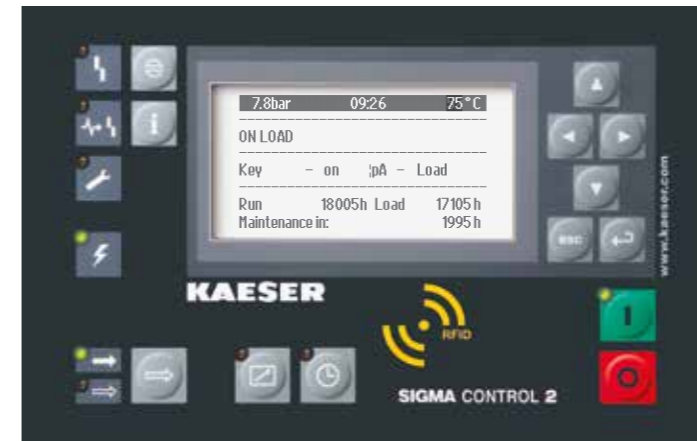 7.8bar 09:26 75°C
ON LOAD
Key - on ¦pA - Load
Run 18005h Load 17105h
Maintenance in: 1995h
esc
www.kaeser.com
KAESER
RFID
I
O
SIGMA CONTROL 2